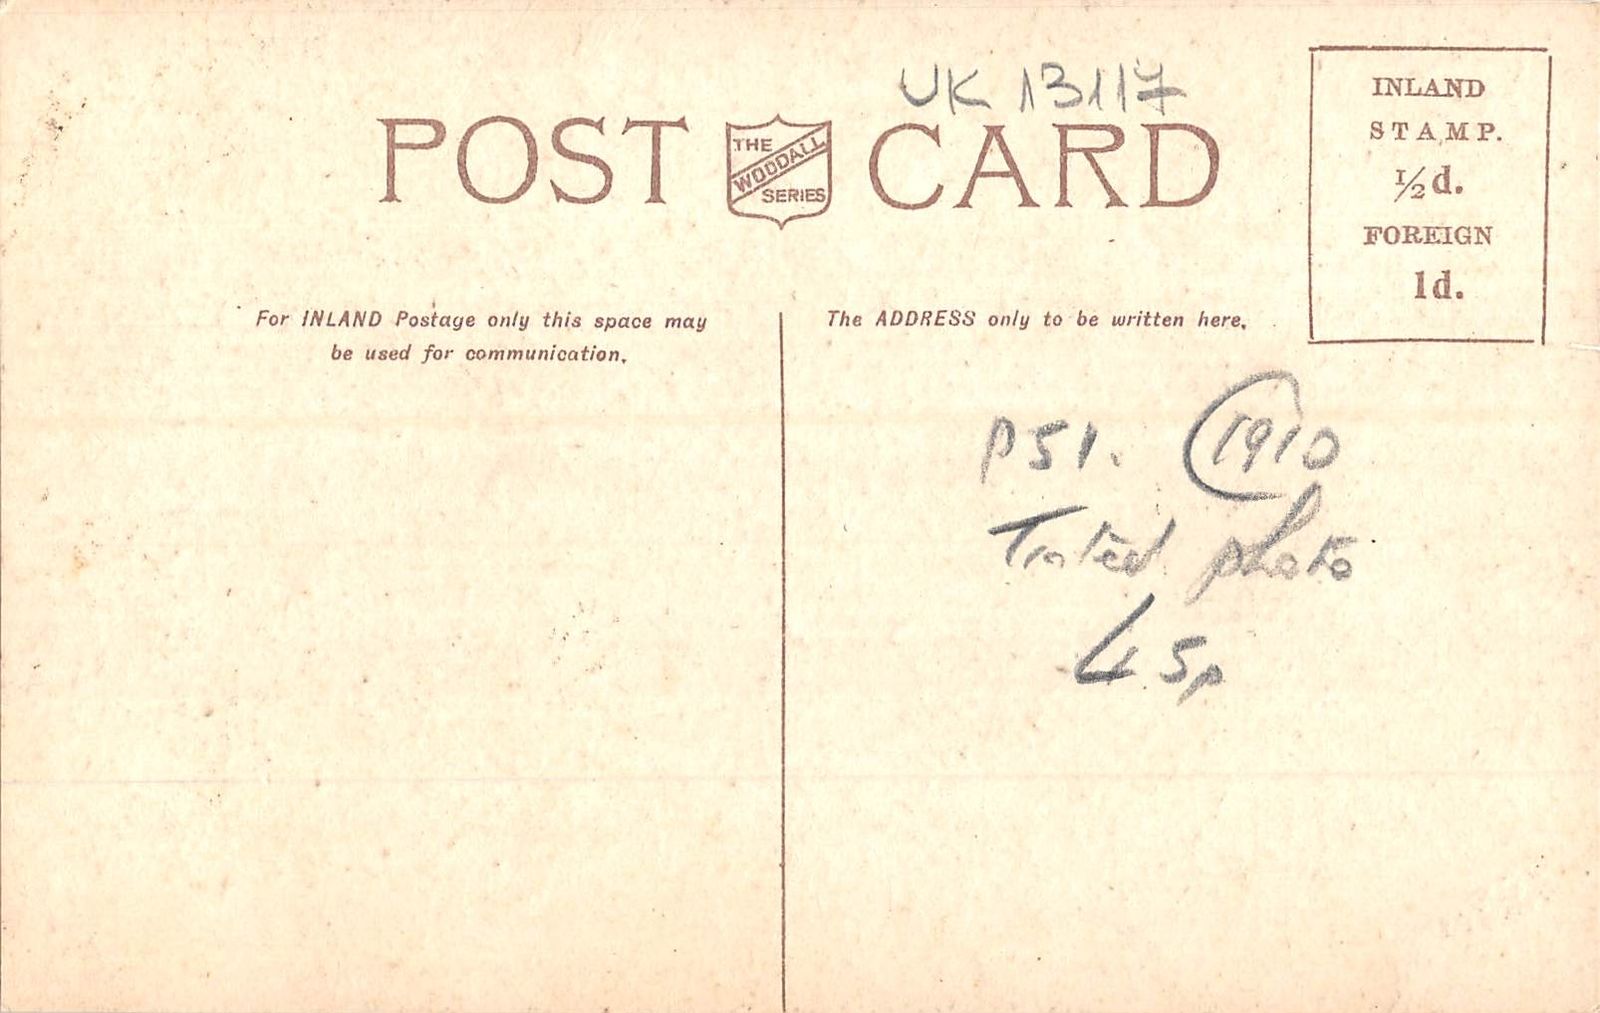 UK 13117
POST CARD
THE
WOODALL
SERIES
INLAND
STAMP.
½d.
FOREIGN
1d.
For INLAND Postage only this space may
be used for communication.
The ADDRESS only to be written here.
P51. 1910
Tinted photo
45p